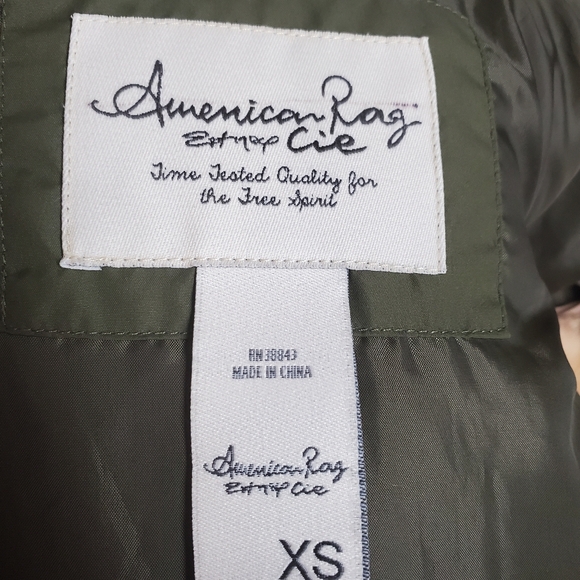 American Rag
Cie
Time Tested Quality for
the Free Spirit
RN38843
MADE IN CHINA
American Rag
Cie
XS